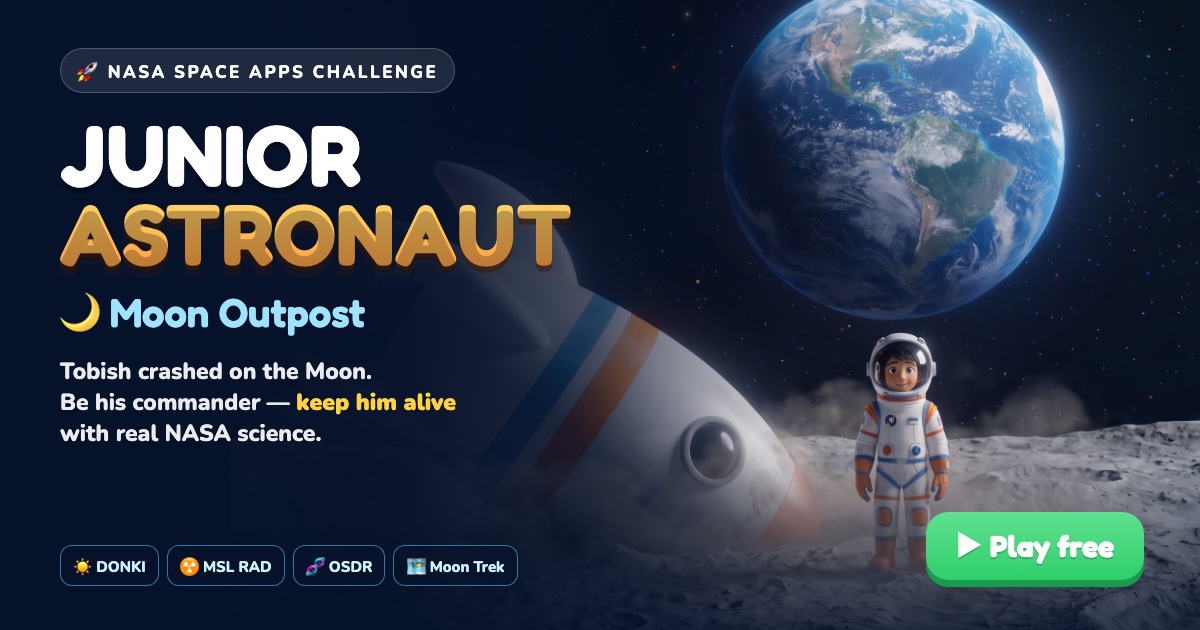 🚀 NASA SPACE APPS CHALLENGE
JUNIOR
ASTRONAUT
🌙 Moon Outpost
Tobish crashed on the Moon.
Be his commander — keep him alive
with real NASA science.
☀️ DONKI ☢️ MSL RAD 🧬 OSDR 🗺️ Moon Trek
▶ Play free